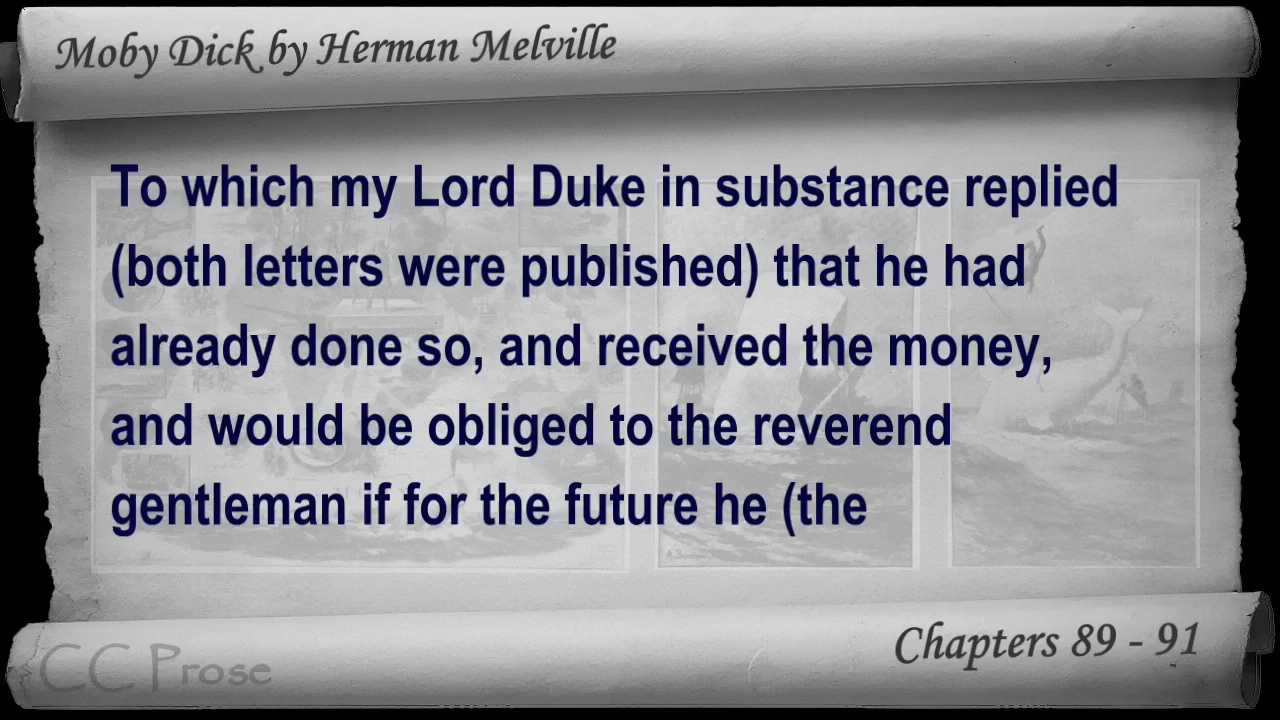 Moby Dick by Herman Melville
To which my Lord Duke in substance replied
(both letters were published) that he had
already done so, and received the money,
and would be obliged to the reverend
gentleman if for the future he (the
Chapters 89 - 91
CC Prose